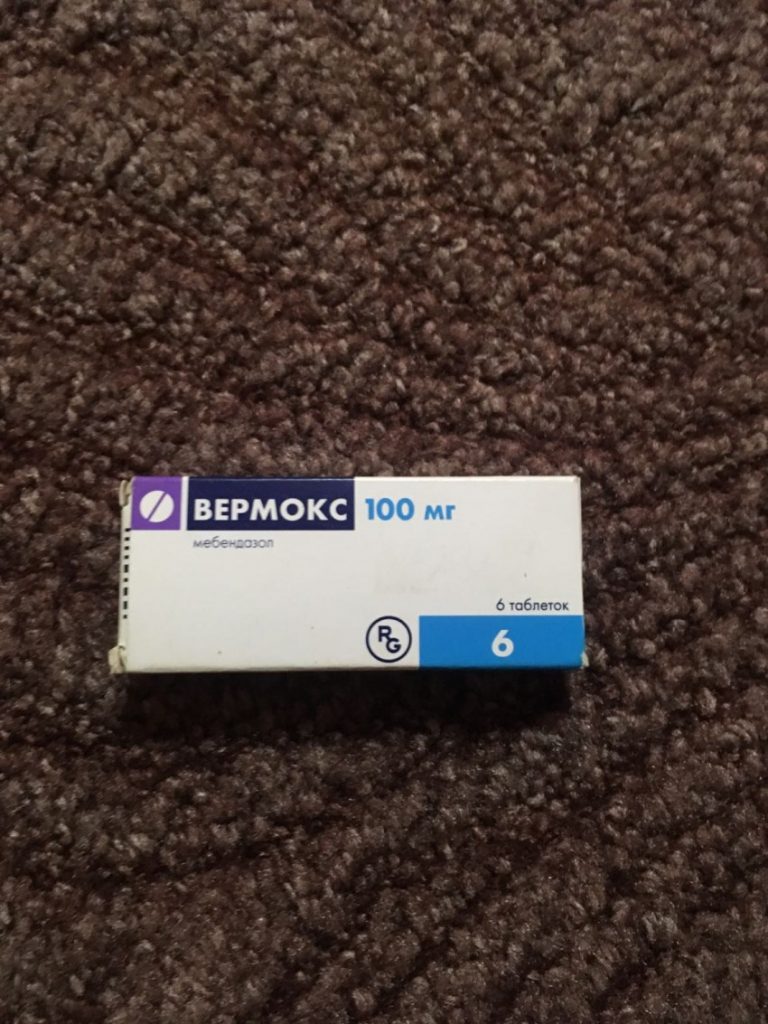 ВЕРМОКС 100 мг
мебендазол
6 таблеток
RG
6